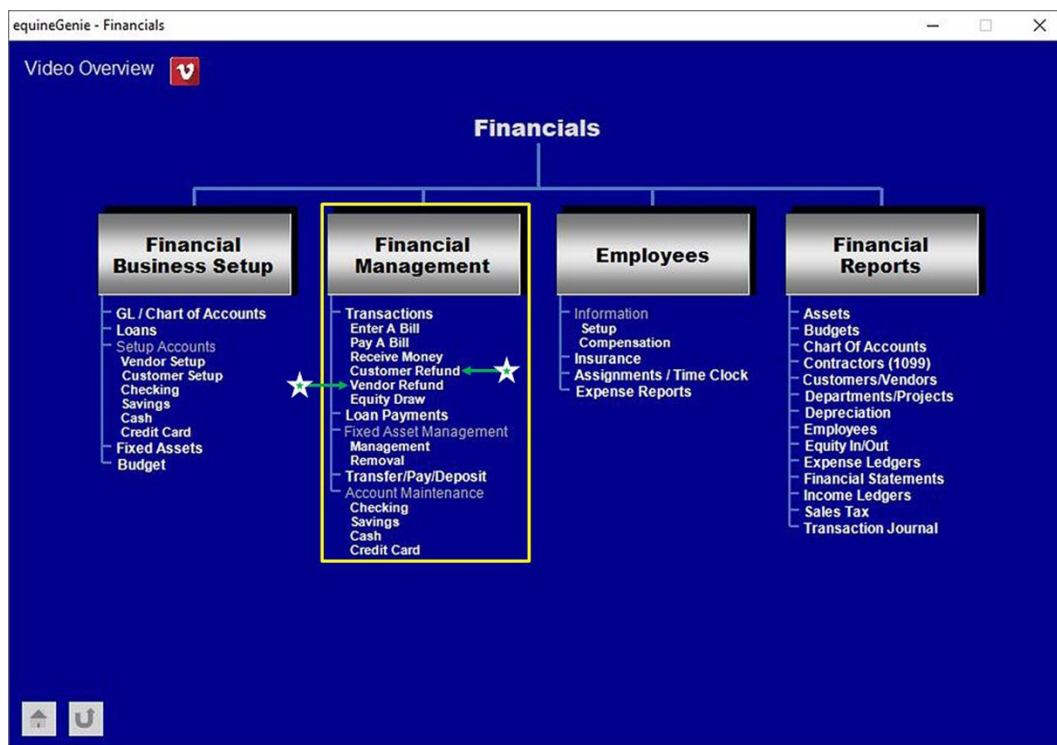 equineGenie - Financials
Video Overview
Financials
Financial
Business Setup
GL / Chart of Accounts
Loans
Setup Accounts
Vendor Setup
Customer Setup
Checking
Savings
Cash
Credit Card
Fixed Assets
Budget
Financial
Management
Transactions
Enter A Bill
Pay A Bill
Receive Money
Customer Refund
Vendor Refund
Equity Draw
Loan Payments
Fixed Asset Management
Management
Removal
Transfer/Pay/Deposit
Account Maintenance
Checking
Savings
Cash
Credit Card
Employees
Information
Setup
Compensation
Insurance
Assignments / Time Clock
Expense Reports
Financial
Reports
Assets
Budgets
Chart Of Accounts
Contractors (1099)
Customers/Vendors
Departments/Projects
Depreciation
Employees
Equity In/Out
Expense Ledgers
Financial Statements
Income Ledgers
Sales Tax
Transaction Journal